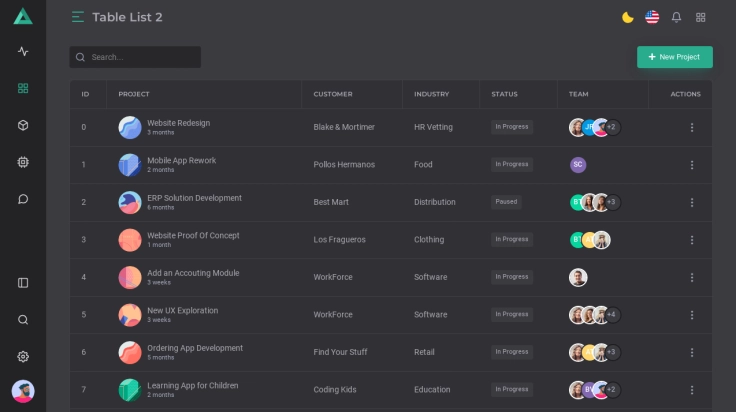 Table List 2
Search...
New Project
ID PROJECT CUSTOMER INDUSTRY STATUS TEAM ACTIONS
0 Website Redesign Blake & Mortimer HR Vetting In Progress +2
3 months
1 Mobile App Rework Pollos Hermanos Food In Progress SC
2 months
2 ERP Solution Development Best Mart Distribution Paused +3
6 months
3 Website Proof Of Concept Los Fragueros Clothing In Progress
1 month
4 Add an Accouting Module WorkForce Software In Progress
3 weeks
5 New UX Exploration WorkForce Software In Progress +4
3 weeks
6 Ordering App Development Find Your Stuff Retail In Progress +3
5 months
7 Learning App for Children Coding Kids Education In Progress +2
2 months